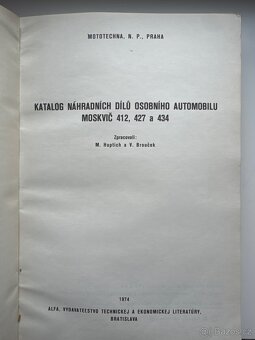 MOTOTECHNA, N. P., PRAHA
KATALOG NÁHRADNÍCH DÍLŮ OSOBNÍHO AUTOMOBILU
MOSKVIČ 412, 427 a 434
Zpracovali:
M. Huptich a V. Brouček
1974
ALFA, VYDAVATEĽSTVO TECHNICKEJ A EKONOMICKEJ LITERATÚRY,
BRATISLAVA